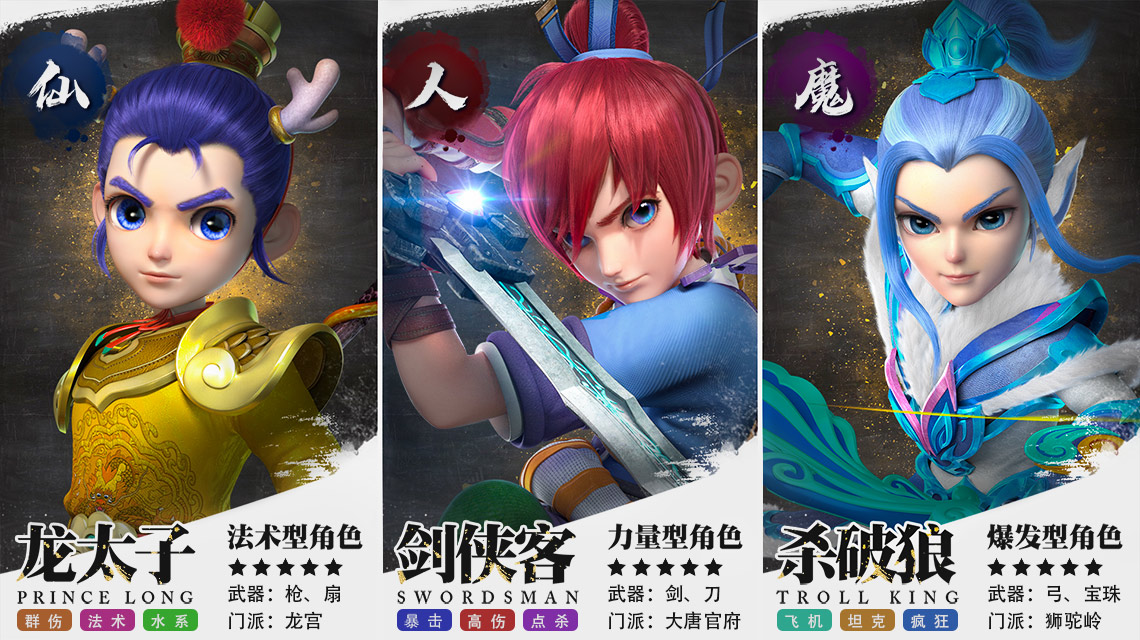 仙
龙太子
PRINCE LONG
群伤 法术 水系
法术型角色
★★★★★
武器：枪、扇
门派：龙宫
人
剑侠客
SWORDSMAN
暴击 高伤 点杀
力量型角色
★★★★★
武器：剑、刀
门派：大唐官府
魔
杀破狼
TROLL KING
飞机 坦克 疯狂
爆发型角色
★★★★★
武器：弓、宝珠
门派：狮驼岭